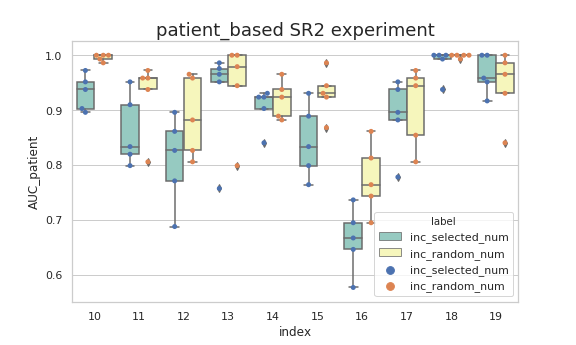 patient_based SR2 experiment
AUC_patient
1.0
0.9
0.8
0.7
0.6
10 11 12 13 14 15 16 17 18 19
index
label
inc_selected_num
inc_random_num
inc_selected_num
inc_random_num